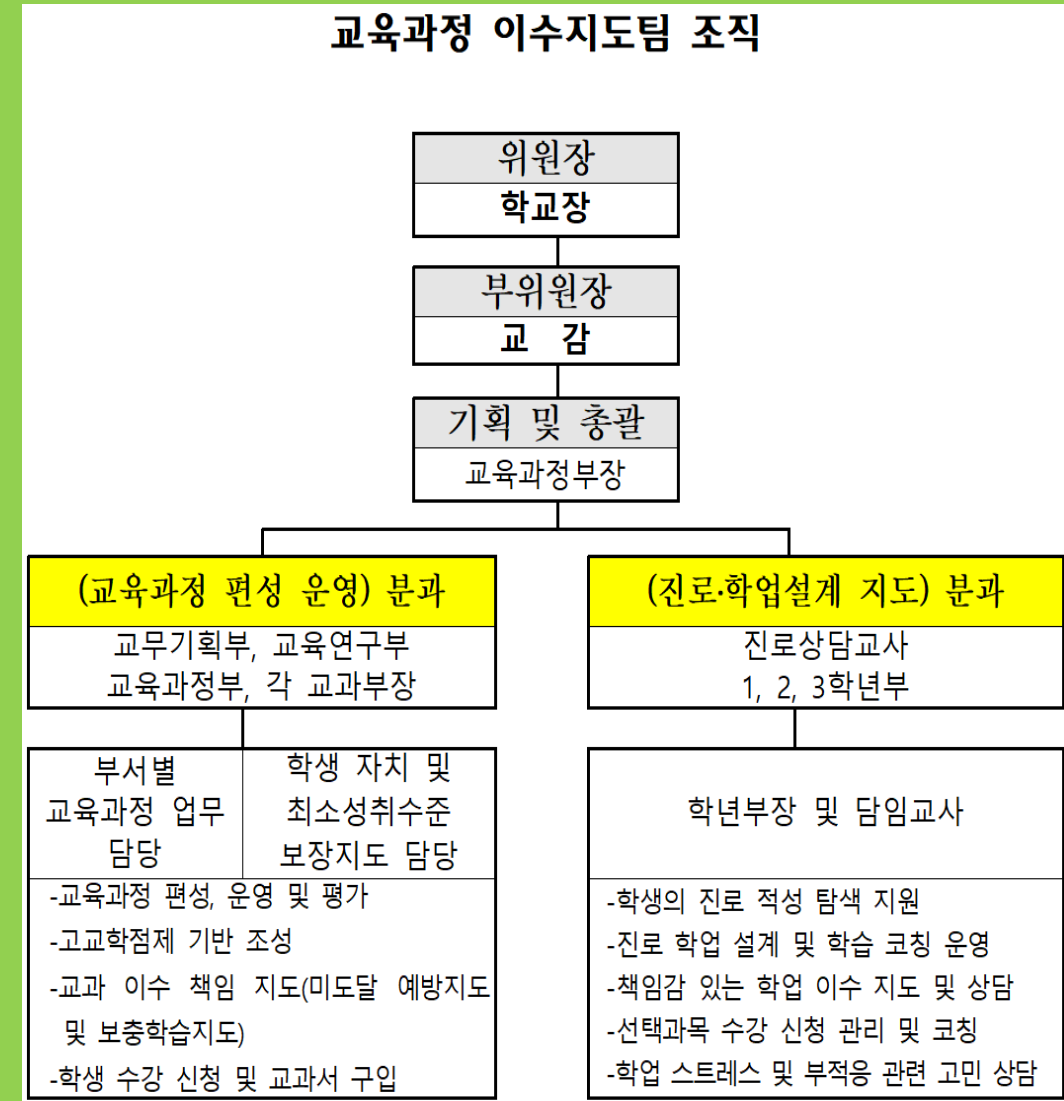 교육과정 이수지도팀 조직
위원장
학교장
부위원장
교 감
기획 및 총괄
교육과정부장
(교육과정 편성 운영) 분과
교무기획부, 교육연구부
교육과정부, 각 교과부장
(진로·학업설계 지도) 분과
진로상담교사
1, 2, 3학년부
부서별
교육과정 업무
담당
학생 자치 및
최소성취수준
보장지도 담당
-교육과정 편성, 운영 및 평가
-고교학점제 기반 조성
-교과 이수 책임 지도(미도달 예방지도
및 보충학습지도)
-학생 수강 신청 및 교과서 구입
학년부장 및 담임교사
-학생의 진로 적성 탐색 지원
-진로 학업 설계 및 학습 코칭 운영
-책임감 있는 학업 이수 지도 및 상담
-선택과목 수강 신청 관리 및 코칭
-학업 스트레스 및 부적응 관련 고민 상담